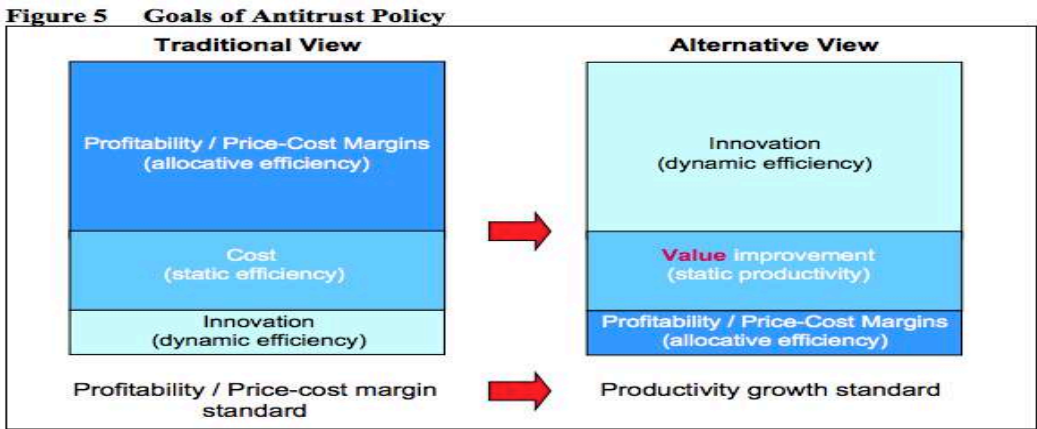 Figure 5 Goals of Antitrust Policy
Traditional View
Profitability / Price-Cost Margins
(allocative efficiency)
Cost
(static efficiency)
Innovation
(dynamic efficiency)
Profitability / Price-cost margin
standard
Alternative View
Innovation
(dynamic efficiency)
Value improvement
(static productivity)
Profitability / Price-Cost Margins
(allocative efficiency)
Productivity growth standard